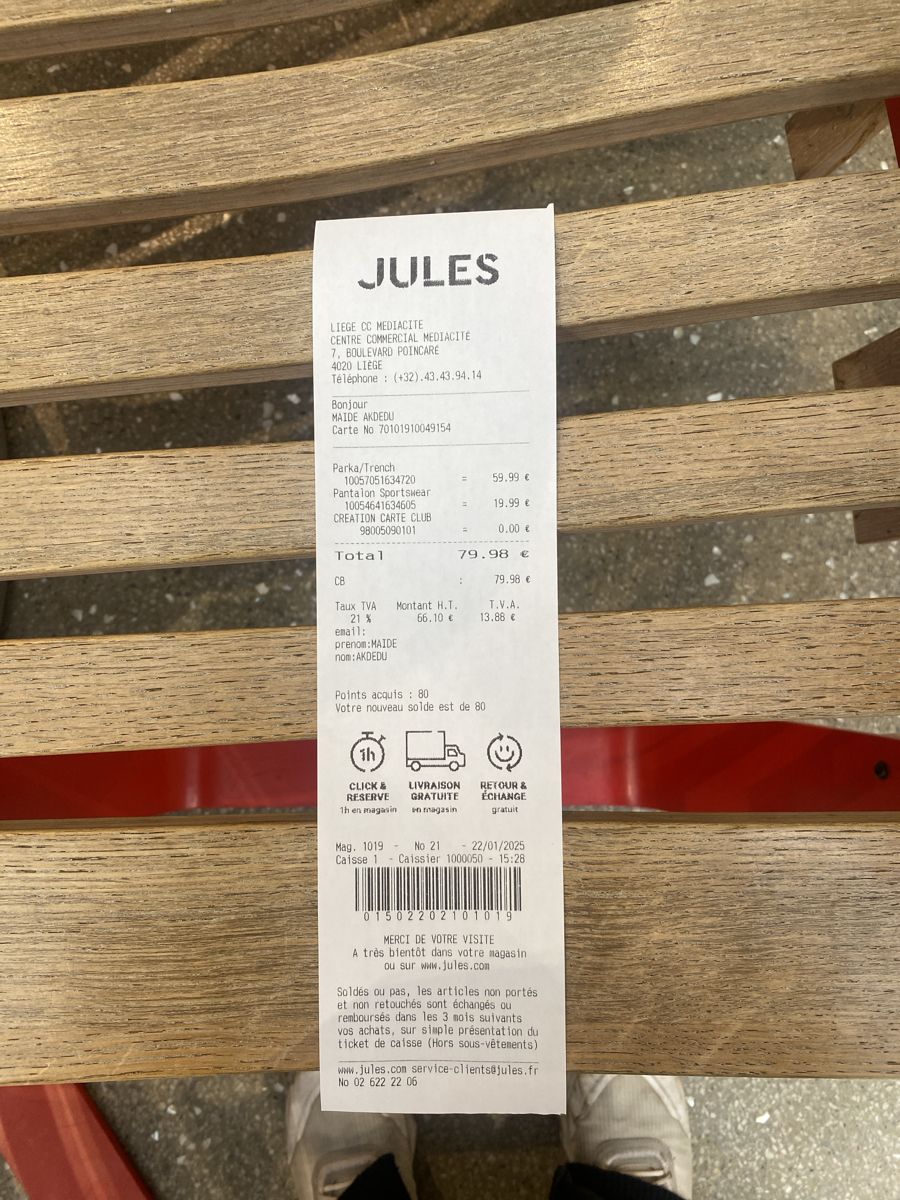 JULES
LIEGE CC MEDIACITE
CENTRE COMMERCIAL MÉDIACITÉ
7, BOULEVARD POINCARÉ
4020 LIÈGE
Téléphone : (+32).43.43.94.14
Bonjour
MAIDE AKDEDU
Carte No 70101910049154
Parka/Trench
10057051634720 = 59.99 €
Pantalon Sportswear
10054641634605 = 19.99 €
CREATION CARTE CLUB
98005090101 = 0.00 €
Total 79.98 €
CB : 79.98 €
Taux TVA Montant H.T. T.V.A.
21 % 66.10 € 13.88 €
email:
prenom:MAIDE
nom:AKDEDU
Points acquis : 80
Votre nouveau solde est de 80
1h
CLICK & RÉSERVE
1h en magasin
LIVRAISON GRATUITE
en magasin
RETOUR & ÉCHANGE
gratuit
Mag. 1019 - No 21 - 22/01/2025
Caisse 1 - Caissier 1000050 - 15:28
01502202101019
MERCI DE VOTRE VISITE
A très bientôt dans votre magasin
ou sur www.jules.com
Soldés ou pas, les articles non portés
et non retouchés sont échangés ou
remboursés dans les 3 mois suivants
vos achats, sur simple présentation du
ticket de caisse (Hors sous-vêtements)
www.jules.com service-clients@jules.fr
No 02 622 22 06